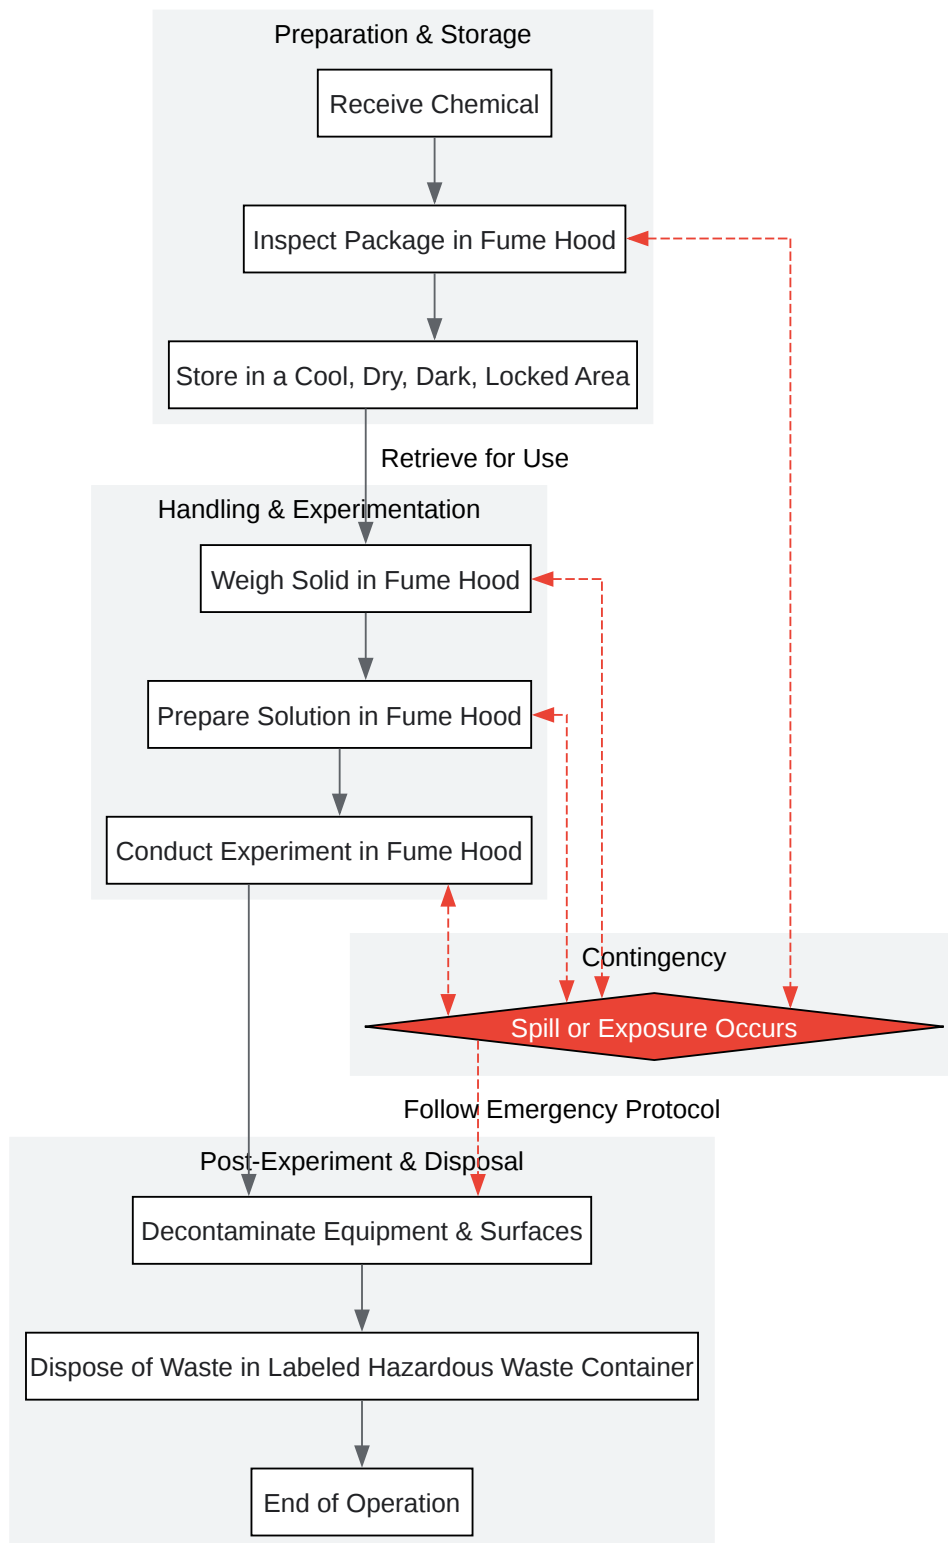 Preparation & Storage
Receive Chemical
Inspect Package in Fume Hood
Store in a Cool, Dry, Dark, Locked Area
Retrieve for Use
Handling & Experimentation
Weigh Solid in Fume Hood
Prepare Solution in Fume Hood
Conduct Experiment in Fume Hood
Contingency
Spill or Exposure Occurs
Follow Emergency Protocol
Post-Experiment & Disposal
Decontaminate Equipment & Surfaces
Dispose of Waste in Labeled Hazardous Waste Container
End of Operation